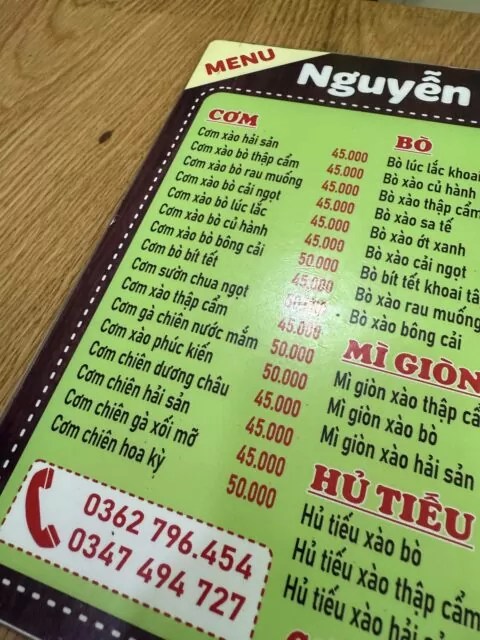 MENU
Nguyễn
CƠM
Cơm xào hải sản 45.000
Cơm xào bò thập cẩm 45.000
Cơm xào bò rau muống 45.000
Cơm xào bò cải ngọt 45.000
Cơm xào bò lúc lắc 45.000
Cơm xào bò củ hành 45.000
Cơm xào bò bông cải 50.000
Cơm bò bít tết 45.000
Cơm sườn chua ngọt
Cơm xào thập cẩm 45.000
Cơm gà chiên nước mắm 50.000
Cơm xào phúc kiến 50.000
Cơm chiên dương châu 45.000
Cơm chiên hải sản 45.000
Cơm chiên gà xối mỡ 45.000
Cơm chiên hoa kỳ 50.000
0362 796.454
0347 494 727
BÒ
Bò lúc lắc khoai
Bò xào củ hành
Bò xào thập cẩm
Bò xào sa tế
Bò xào ớt xanh
Bò xào cải ngọt
Bò bít tết khoai
Bò xào rau muống
Bò xào bông cải
MÌ GIÒN
Mì giòn xào thập
Mì giòn xào bò
Mì giòn xào hải sản
HỦ TIẾU
Hủ tiếu xào bò
Hủ tiếu xào thập cẩm
Hủ tiếu xào